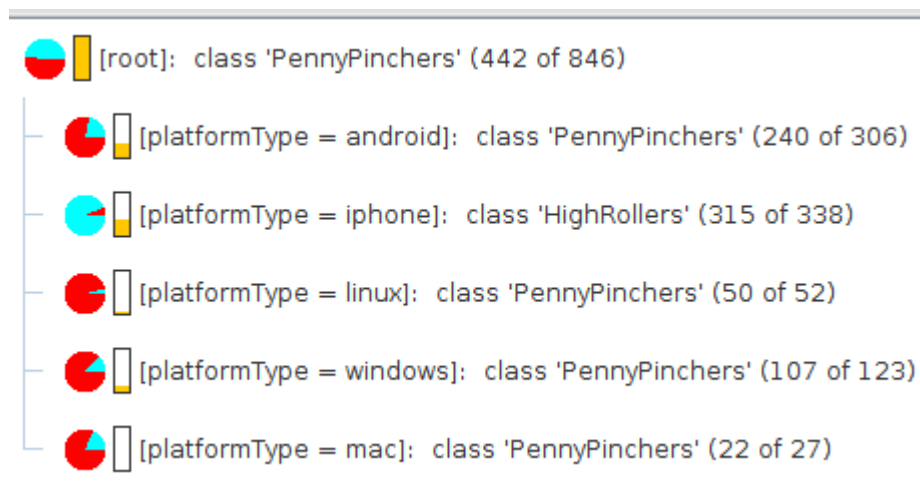 [root]: class 'PennyPinchers' (442 of 846)
[platformType = android]: class 'PennyPinchers' (240 of 306)
[platformType = iphone]: class 'HighRollers' (315 of 338)
[platformType = linux]: class 'PennyPinchers' (50 of 52)
[platformType = windows]: class 'PennyPinchers' (107 of 123)
[platformType = mac]: class 'PennyPinchers' (22 of 27)